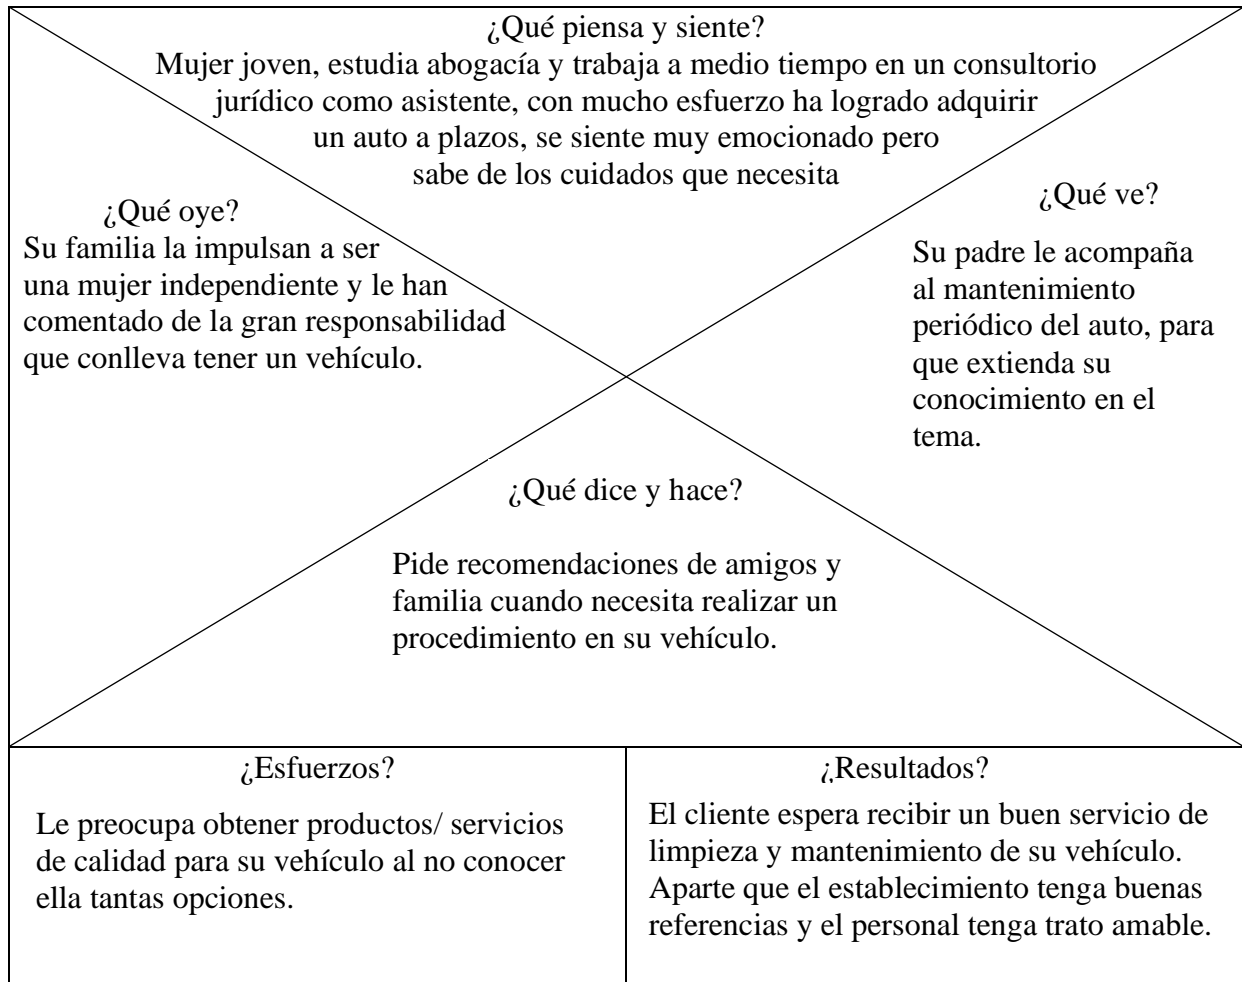 ¿Qué piensa y siente?
Mujer joven, estudia abogacía y trabaja a medio tiempo en un consultorio
jurídico como asistente, con mucho esfuerzo ha logrado adquirir
un auto a plazos, se siente muy emocionado pero
sabe de los cuidados que necesita
¿Qué oye?
Su familia la impulsan a ser
una mujer independiente y le han
comentado de la gran responsabilidad
que conlleva tener un vehículo.
¿Qué ve?
Su padre le acompaña
al mantenimiento
periódico del auto, para
que extienda su
conocimiento en el
tema.
¿Qué dice y hace?
Pide recomendaciones de amigos y
familia cuando necesita realizar un
procedimiento en su vehículo.
¿Esfuerzos?
Le preocupa obtener productos/ servicios
de calidad para su vehículo al no conocer
ella tantas opciones.
¿Resultados?
El cliente espera recibir un buen servicio de
limpieza y mantenimiento de su vehículo.
Aparte que el establecimiento tenga buenas
referencias y el personal tenga trato amable.